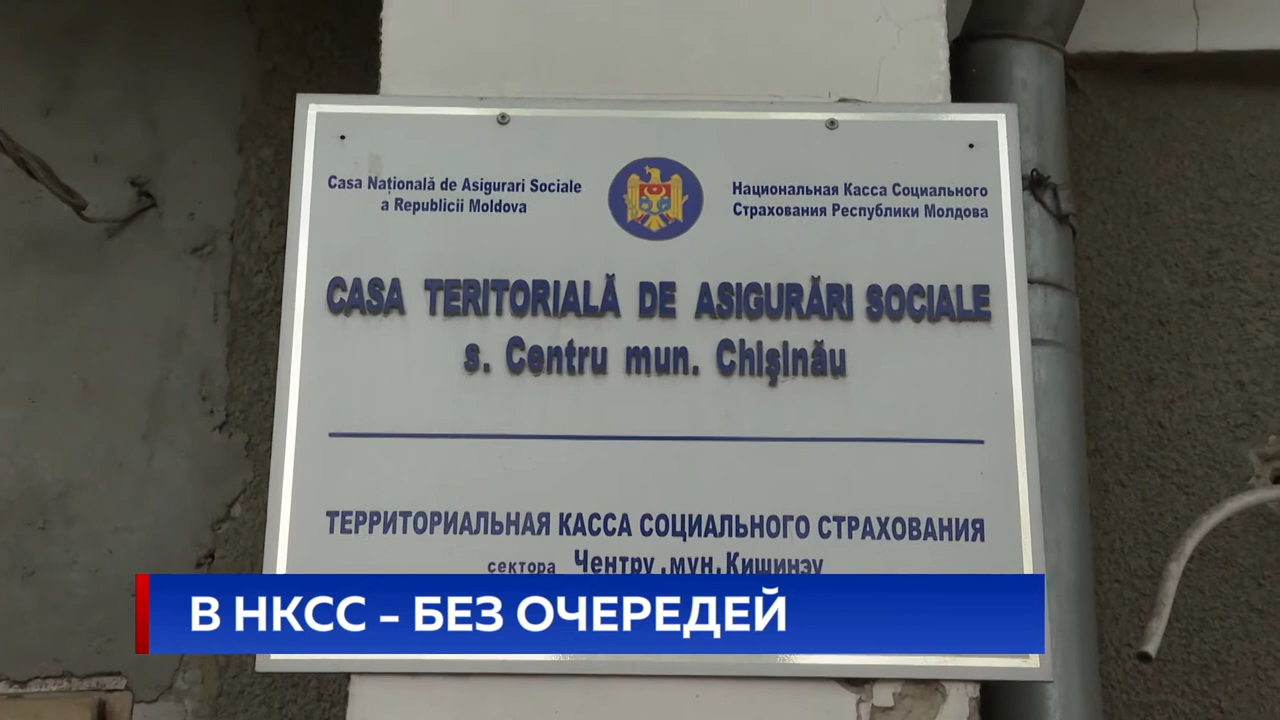 Casa Națională de Asigurari Sociale
a Republicii Moldova
Национальная Касса Социального
Страхования Республики Молдова
CASA TERITORIALĂ DE ASIGURĂRI SOCIALE
s. Centru mun. Chişinău
ТЕРРИТОРИАЛЬНАЯ КАССА СОЦИАЛЬНОГО СТРАХОВАНИЯ
сектора Чентру .мун.Кишинэу
В НКСС – БЕЗ ОЧЕРЕДЕЙ